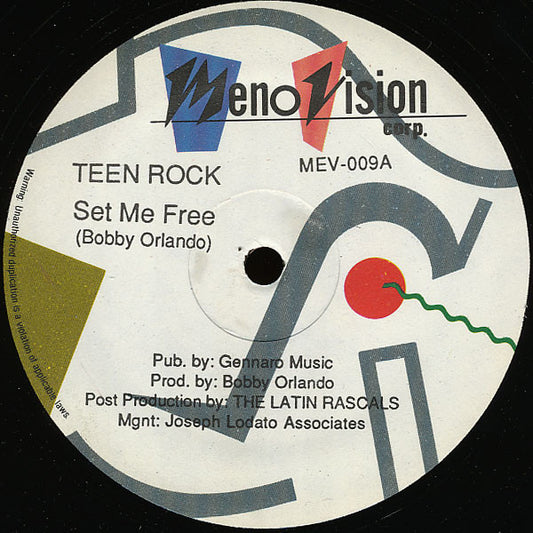 MenoVision
corp.
MEV-009A
TEEN ROCK
Set Me Free
(Bobby Orlando)
Pub. by: Gennaro Music
Prod. by: Bobby Orlando
Post Production by: THE LATIN RASCALS
Mgnt: Joseph Lodato Associates
Warning: Unauthorized duplication is a violation of applicable laws.